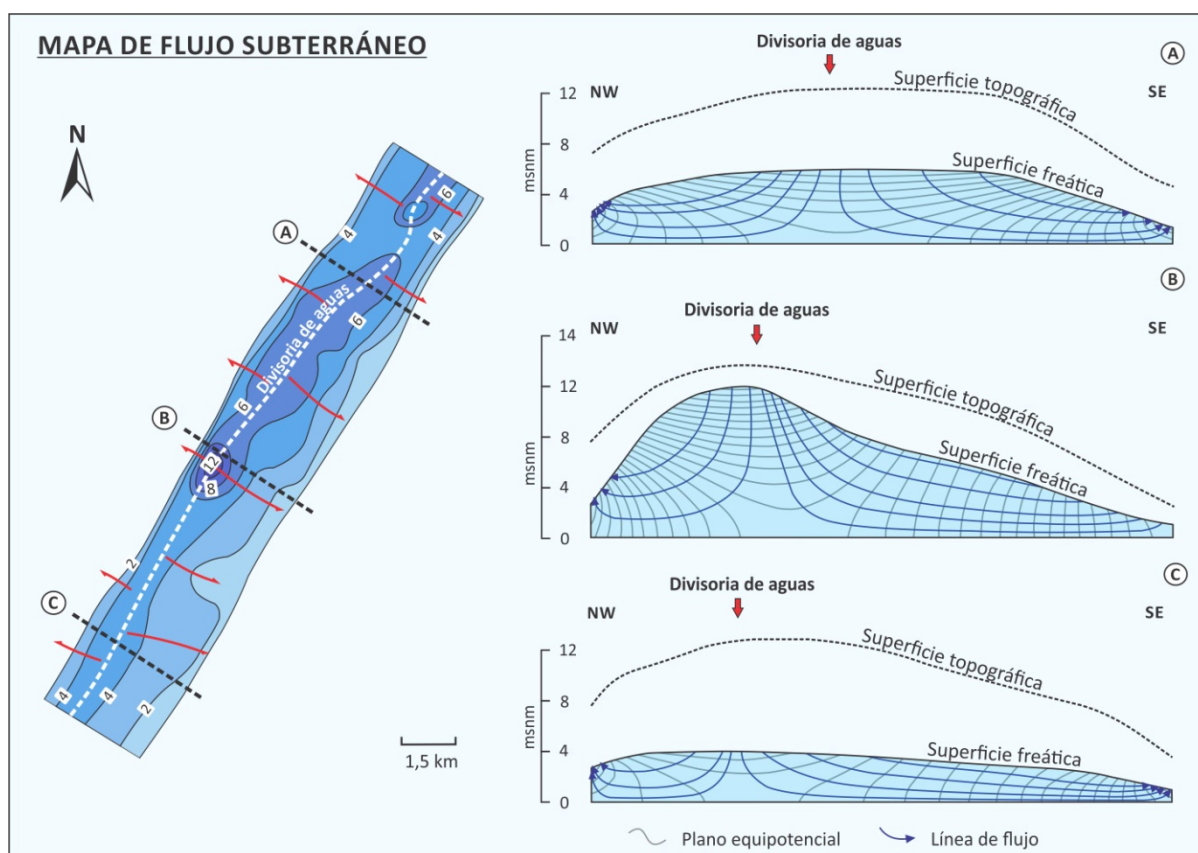 MAPA DE FLUJO SUBTERRÁNEO
N
A
B
C
4
6
4
6
6
12
8
2
4
4
2
Divisoria de aguas
1,5 km
Divisoria de aguas
A
NW
SE
Superficie topográfica
Superficie freática
msnm
12
8
4
0
B
Divisoria de aguas
NW
SE
Superficie topográfica
Superficie freática
msnm
14
12
8
4
0
C
Divisoria de aguas
NW
SE
Superficie topográfica
Superficie freática
msnm
12
8
4
0
Plano equipotencial
Línea de flujo